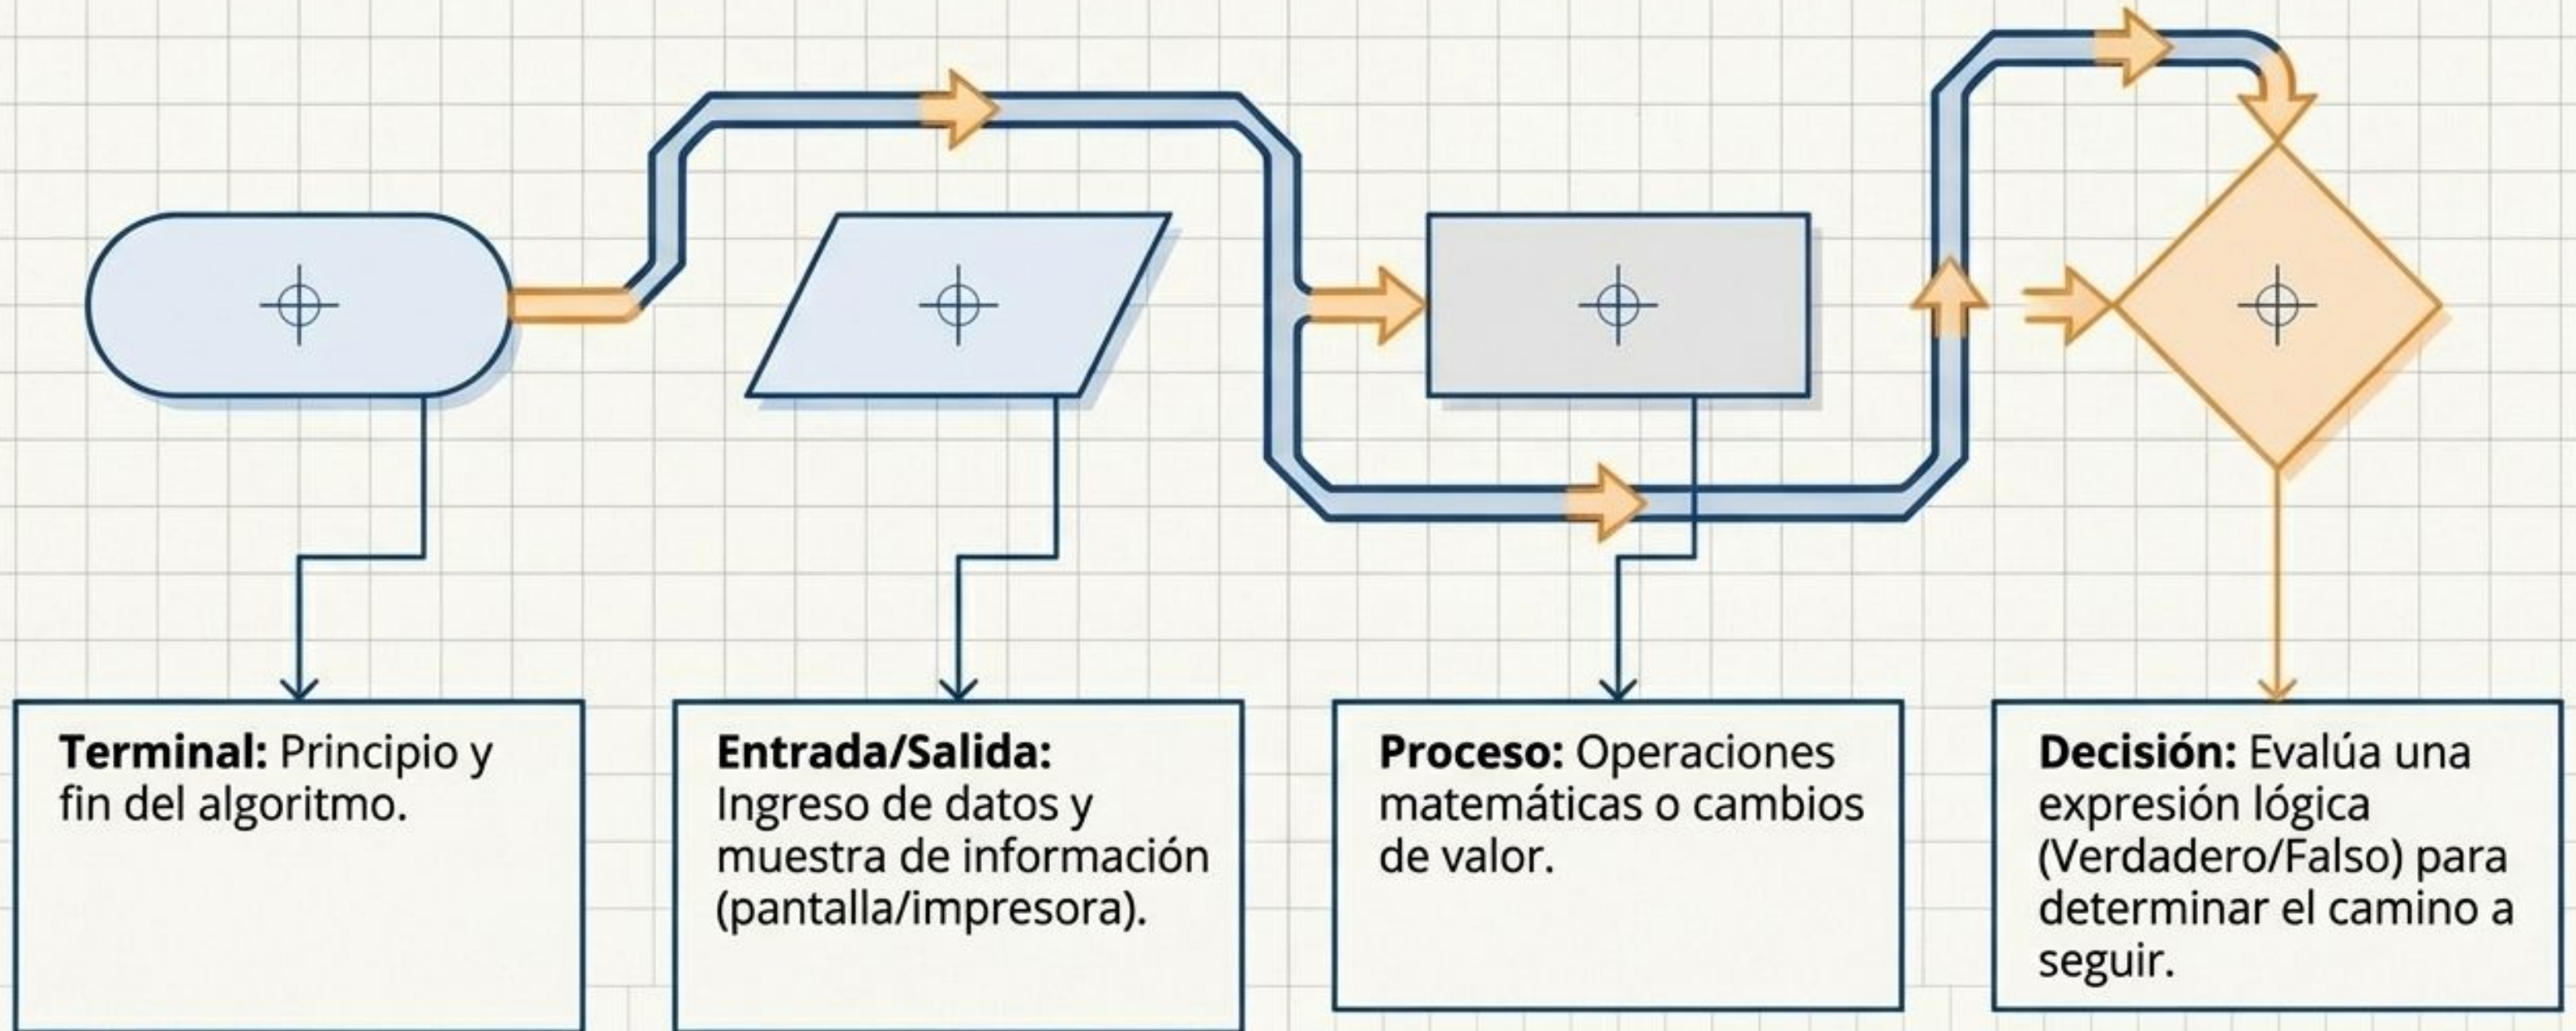 Terminal: Principio y
fin del algoritmo.
Entrada/Salida:
Ingreso de datos y
muestra de información
(pantalla/impresora).
Proceso: Operaciones
matemáticas o cambios
de valor.
Decisión: Evalúa una
expresión lógica
(Verdadero/Falso) para
determinar el camino a
seguir.